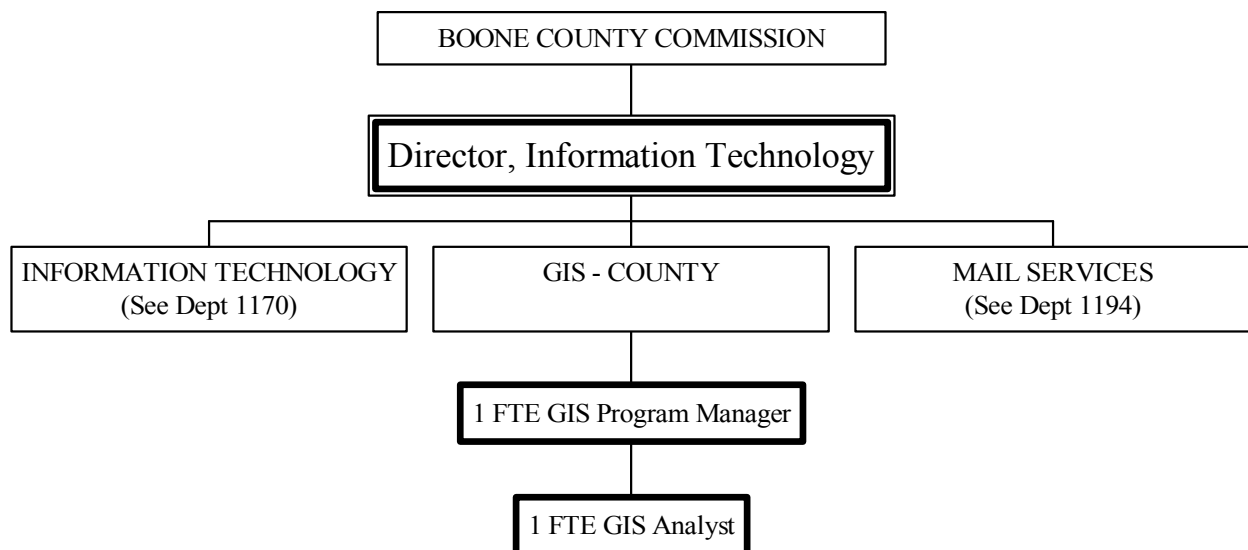 BOONE COUNTY COMMISSION
Director, Information Technology
INFORMATION TECHNOLOGY
(See Dept 1170)
GIS - COUNTY
MAIL SERVICES
(See Dept 1194)
1 FTE GIS Program Manager
1 FTE GIS Analyst